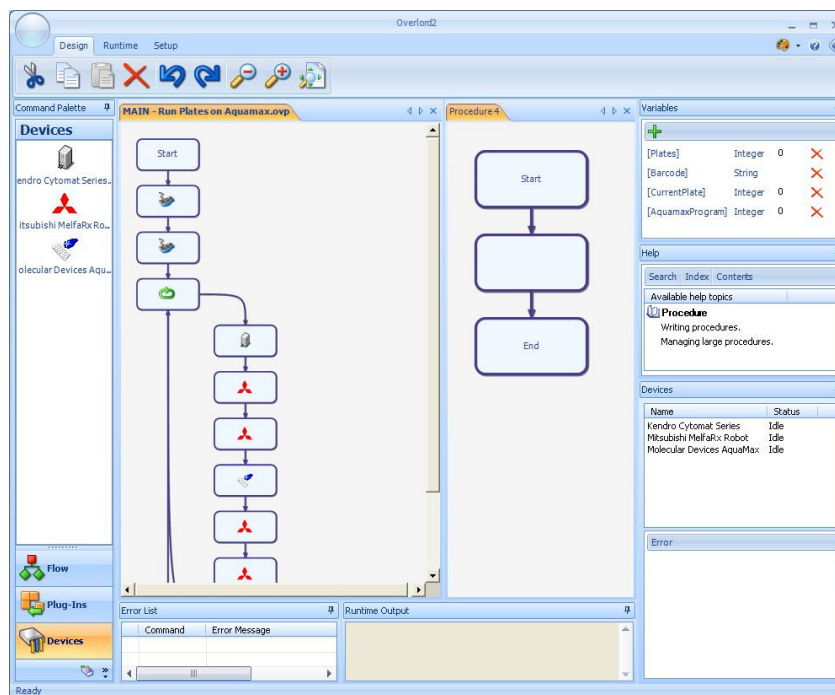 Overlord2
Design Runtime Setup
Command Palette
Devices
endro Cytomat Series..
itsubishi MelfaRx Ro...
olecular Devices Aqu...
Flow
Plug-Ins
Devices
MAIN - Run Plates on Aquamax.ovp
Start
Procedure 4
Start
End
Variables
[Plates] Integer 0
[Barcode] String
[CurrentPlate] Integer 0
[AquamaxProgram] Integer 0
Help
Search Index Contents
Available help topics
Procedure
Writing procedures.
Managing large procedures.
Devices
Name Status
Kendro Cytomat Series Idle
Mitsubishi MelfaRx Robot Idle
Molecular Devices AquaMax Idle
Error
Error List
Command Error Message
Runtime Output
Ready